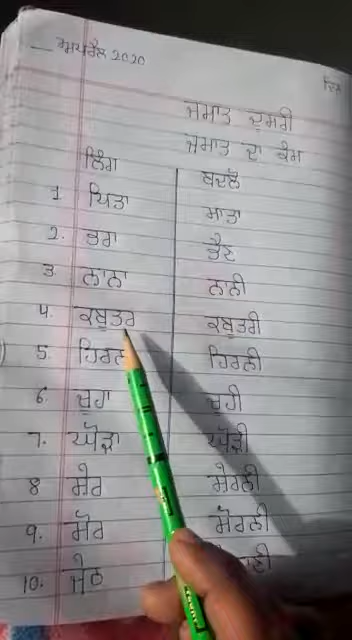 ਅਪਰੈਲ 2020
ਜਮਾਤ ਦੂਸਰੀ
ਜਮਾਤ ਦਾ ਕੰਮ
ਲਿੰਗ ਬਦਲੋ
1 ਪਿਤਾ ਮਾਤਾ
2. ਭਰਾ ਭੈਣ
3. ਨਾਨਾ ਨਾਨੀ
4. ਕਬੂਤਰ ਕਬੂਤਰੀ
5. ਹਿਰਨ ਹਿਰਨੀ
6. ਚੂਹਾ ਚੂਹੀ
7. ਘੋੜਾ ਘੋੜੀ
8 ਸ਼ੇਰ ਸ਼ੇਰਨੀ
9. ਮੋਰ ਮੋਰਨੀ
10. ਜੇਠ